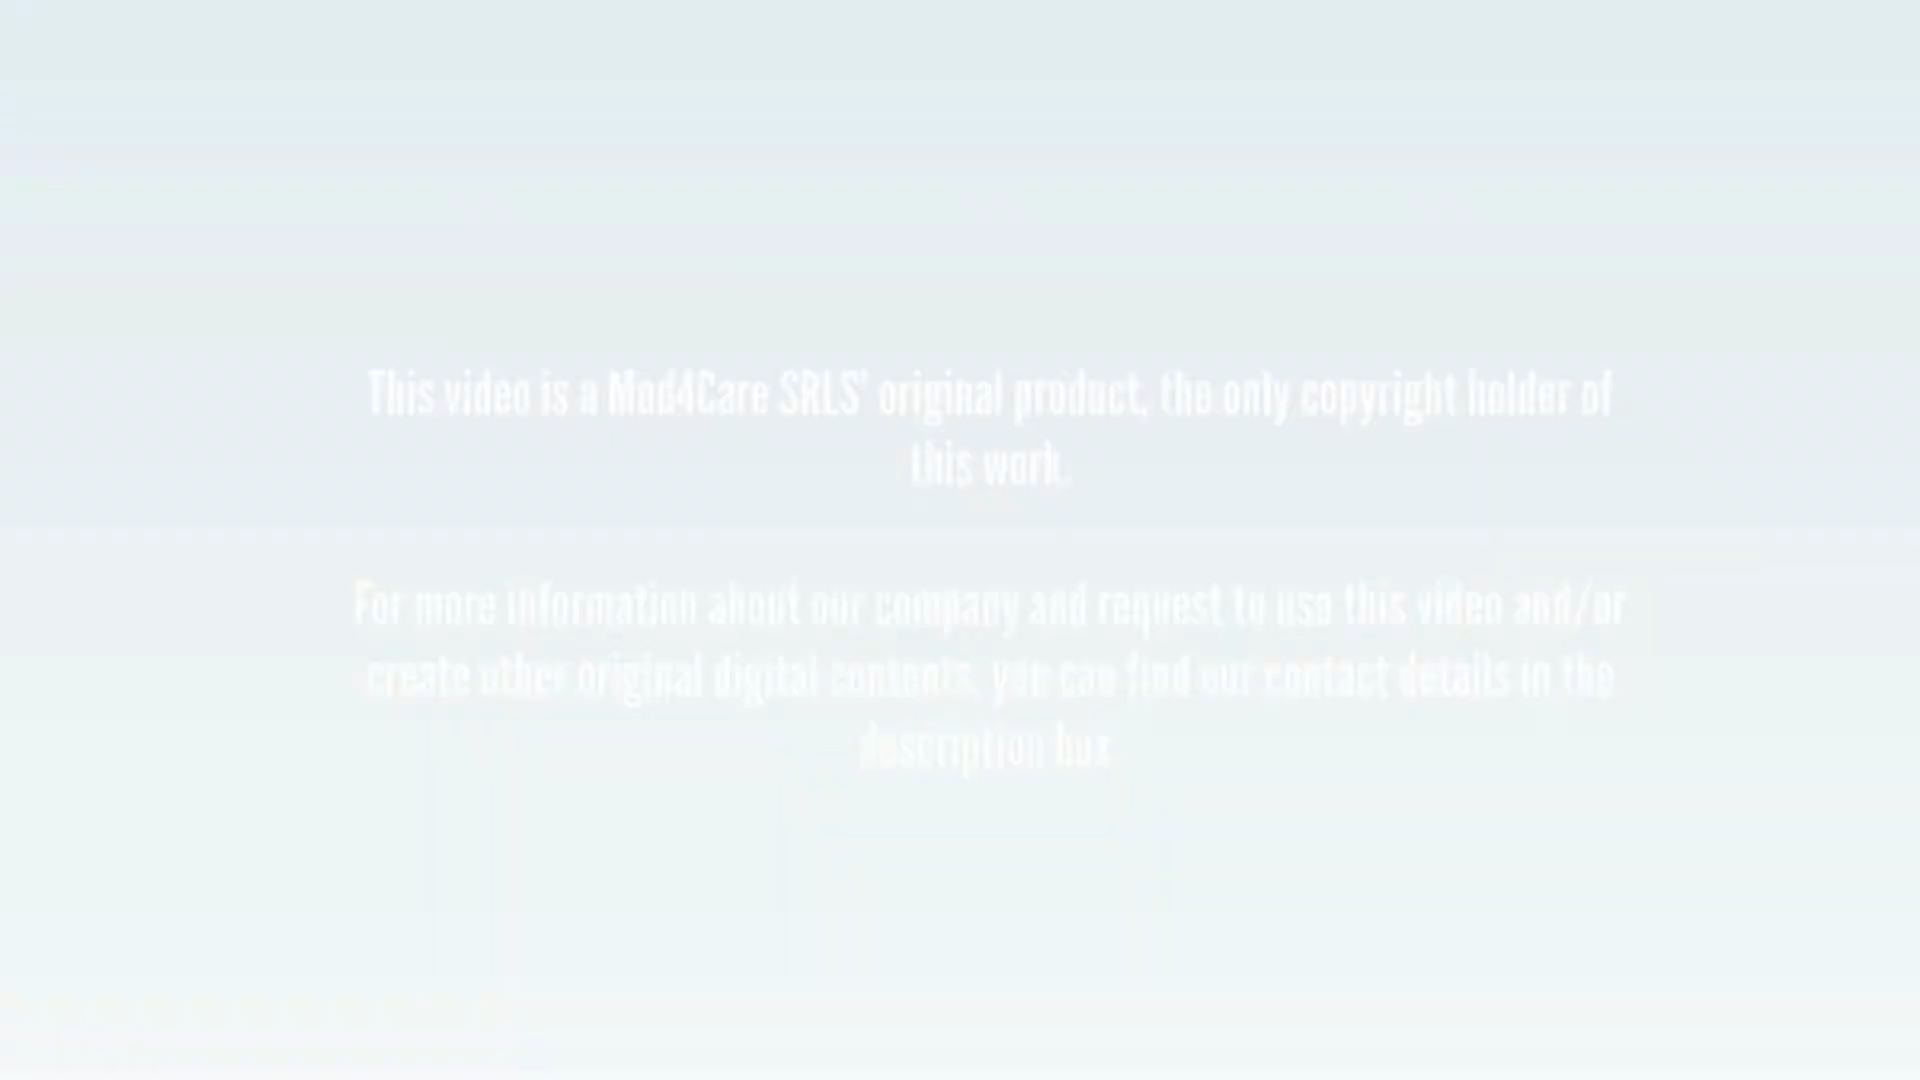 This video is a Mod4Care SRLS' original product, the only copyright holder of
this work.
For more information about our company and request to use this video and/or
create other original digital contents, you can find our contact details in the
description box